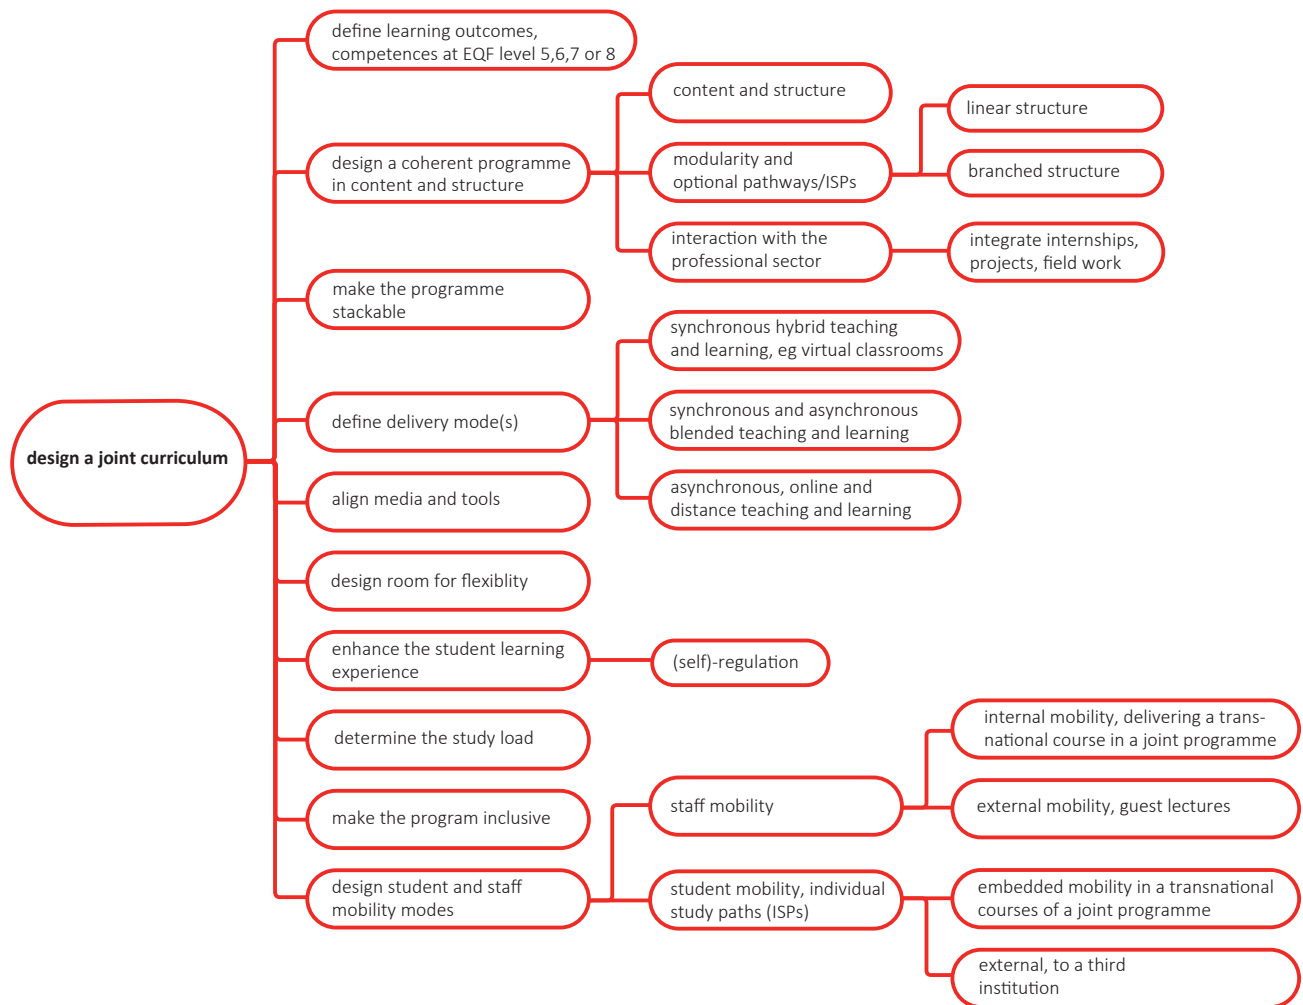 design a joint curriculum
define learning outcomes,
competences at EQF level 5,6,7 or 8
design a coherent programme
in content and structure
content and structure
modularity and
optional pathways/ISPs
linear structure
branched structure
interaction with the
professional sector
integrate internships,
projects, field work
make the programme
stackable
define delivery mode(s)
synchronous hybrid teaching
and learning, eg virtual classrooms
synchronous and asynchronous
blended teaching and learning
asynchronous, online and
distance teaching and learning
align media and tools
design room for flexiblity
enhance the student learning
experience
(self)-regulation
determine the study load
make the program inclusive
design student and staff
mobility modes
staff mobility
internal mobility, delivering a trans-
national course in a joint programme
external mobility, guest lectures
student mobility, individual
study paths (ISPs)
embedded mobility in a transnational
courses of a joint programme
external, to a third
institution